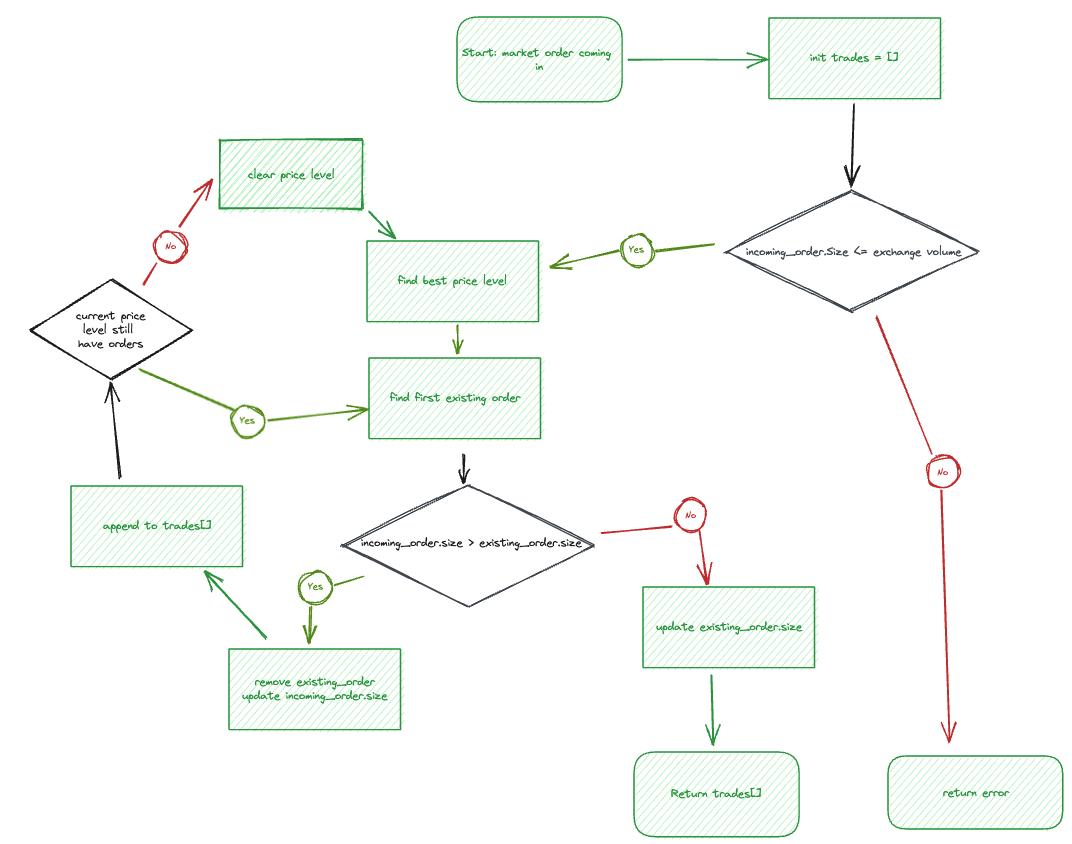 Start: market order coming
in
init trades = []
clear price level
No
Yes
incoming_order.Size <= exchange volume
find best price level
current price
level still
have orders
find first existing order
Yes
No
append to trades[]
No
incoming_order.size > existing_order.size
Yes
update existing_order.size
remove existing_order
update incoming_order.size
Return trades[]
return error